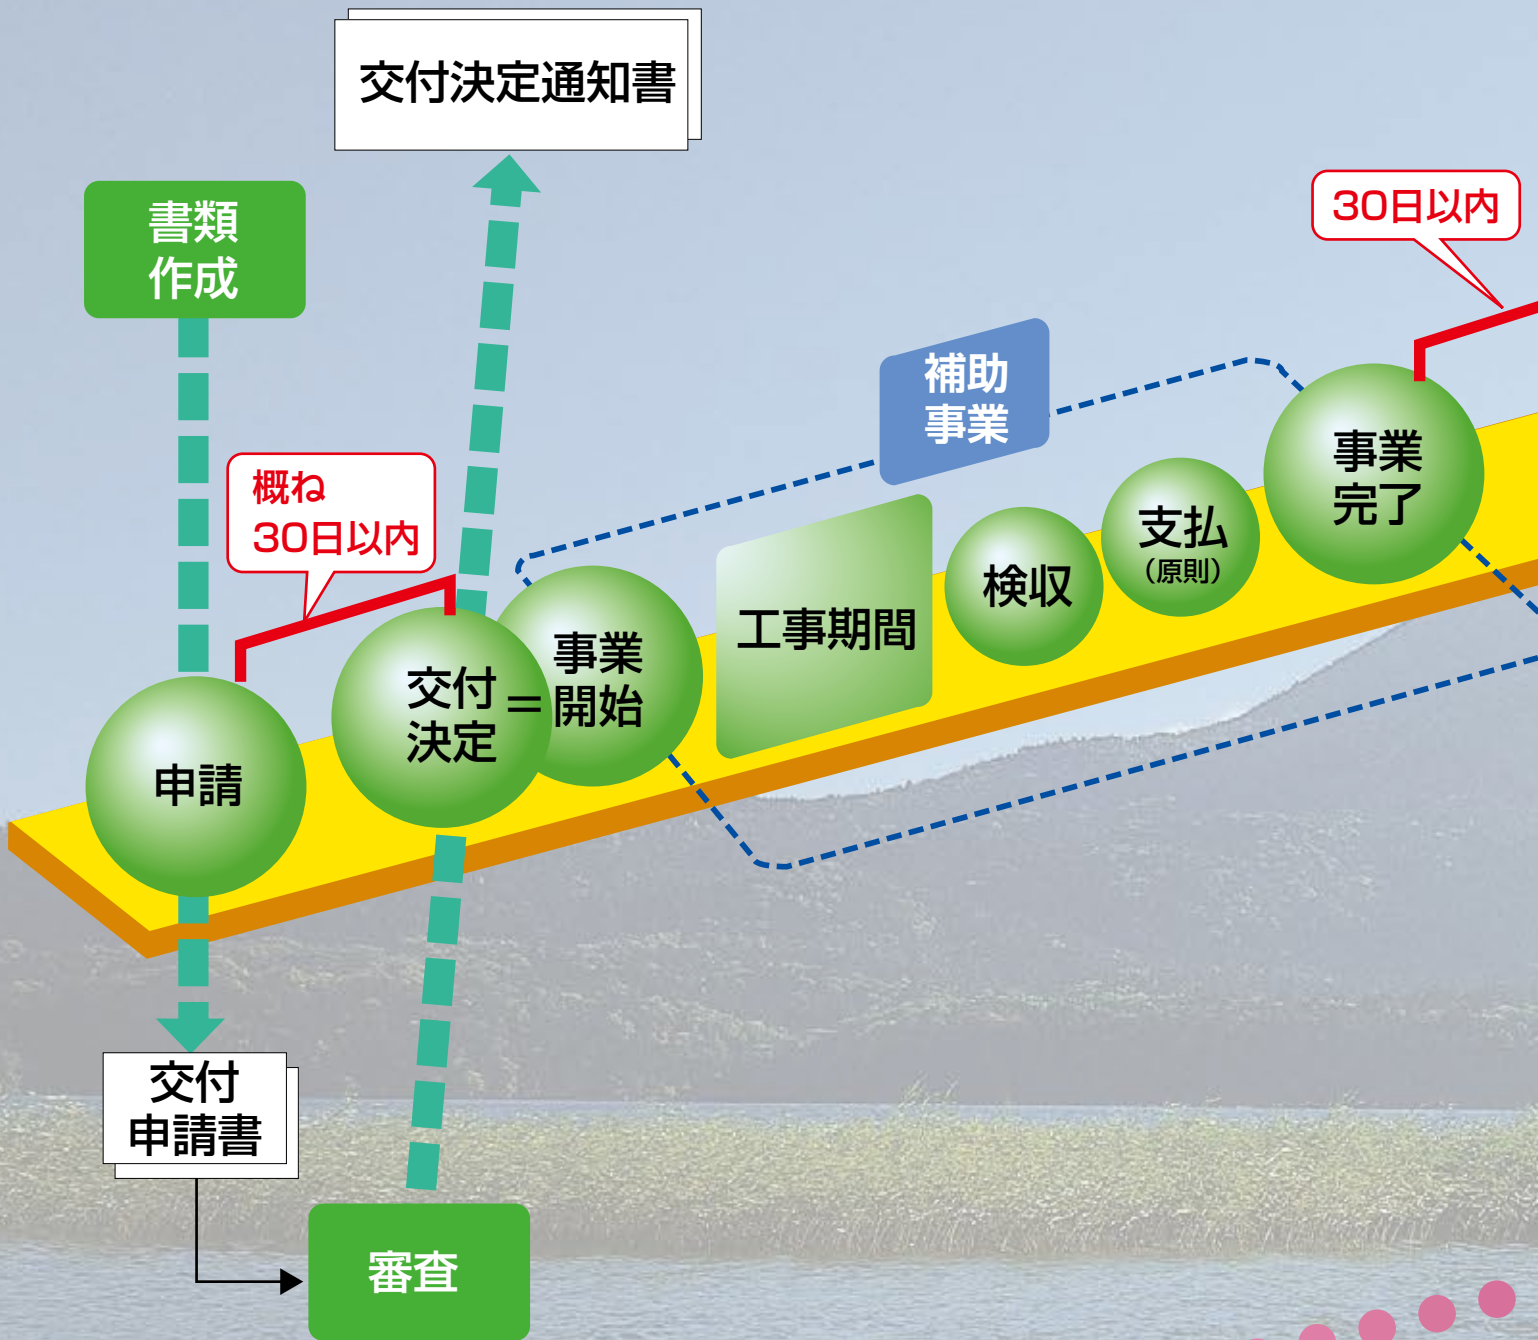 交付決定通知書
書類
作成
30日以内
補助
事業
概ね
30日以内
事業
完了
支払
（原則）
検収
工事期間
事業
開始
＝
交付
決定
申請
交付
申請書
審査